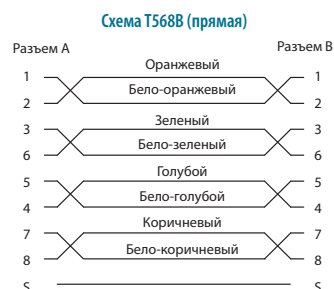 Схема T568B (прямая)
Разъем A Разъем B
Оранжевый
1 1
Бело-оранжевый
2 2
Зеленый
3 3
Бело-зеленый
6 6
Голубой
5 5
Бело-голубой
4 4
Коричневый
7 7
Бело-коричневый
8 8
S S